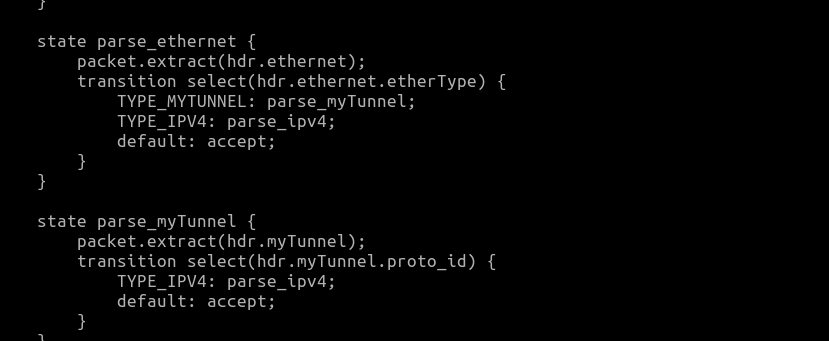 }
state parse_ethernet {
packet.extract(hdr.ethernet);
transition select(hdr.ethernet.etherType) {
TYPE_MYTUNNEL: parse_myTunnel;
TYPE_IPV4: parse_ipv4;
default: accept;
}
}
state parse_myTunnel {
packet.extract(hdr.myTunnel);
transition select(hdr.myTunnel.proto_id) {
TYPE_IPV4: parse_ipv4;
default: accept;
}
}